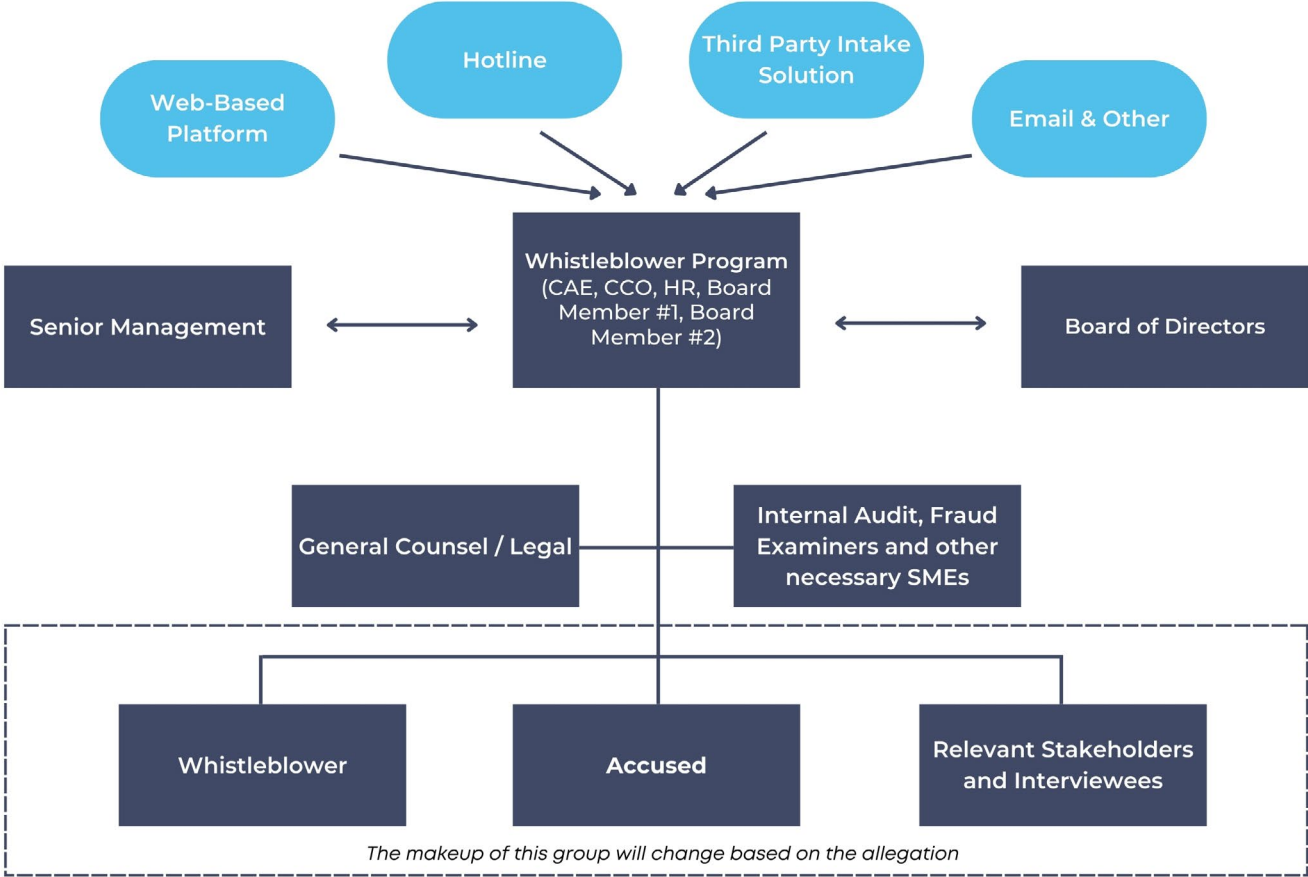 Web-Based
Platform
Hotline
Third Party Intake
Solution
Email & Other
Senior Management
Whistleblower Program
(CAE, CCO, HR, Board
Member #1, Board
Member #2)
Board of Directors
General Counsel / Legal
Internal Audit, Fraud
Examiners and other
necessary SMEs
Whistleblower
Accused
Relevant Stakeholders
and Interviewees
The makeup of this group will change based on the allegation